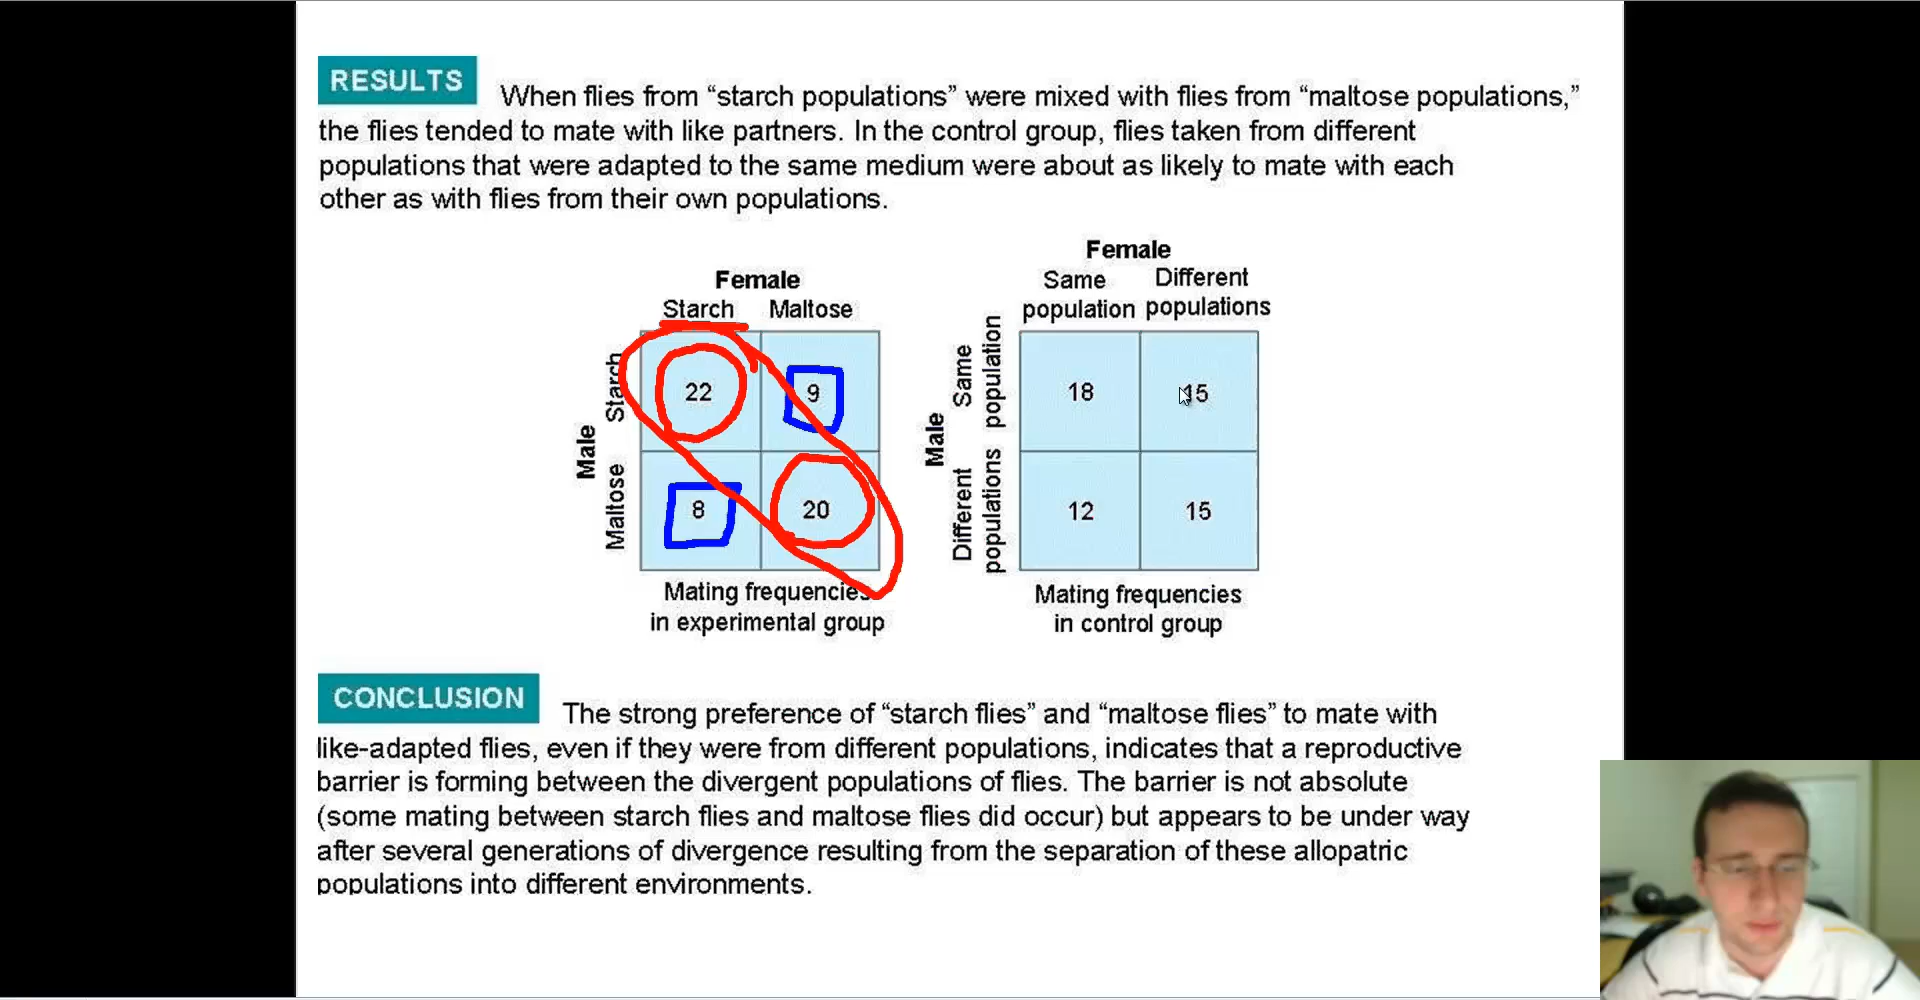 RESULTS When flies from “starch populations” were mixed with flies from “maltose populations,”
the flies tended to mate with like partners. In the control group, flies taken from different
populations that were adapted to the same medium were about as likely to mate with each
other as with flies from their own populations.
Female
Starch Maltose
Male
Starch
Maltose
22 9
8 20
Mating frequencies
in experimental group
Female
Same Different
population populations
Male
Same
population
Different
populations
18 15
12 15
Mating frequencies
in control group
CONCLUSION The strong preference of “starch flies” and “maltose flies” to mate with
like-adapted flies, even if they were from different populations, indicates that a reproductive
barrier is forming between the divergent populations of flies. The barrier is not absolute
(some mating between starch flies and maltose flies did occur) but appears to be under way
after several generations of divergence resulting from the separation of these allopatric
populations into different environments.